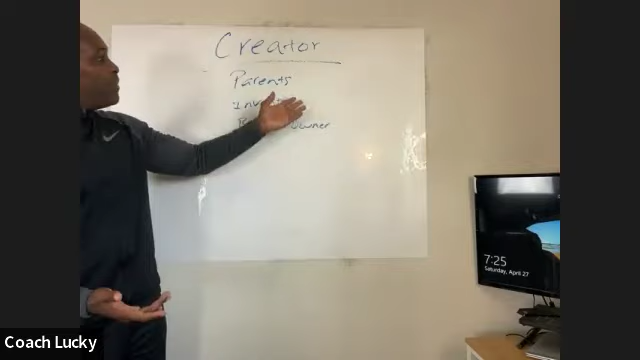 Creator
Parents
owner
7:25
Saturday, April 27
Coach Lucky